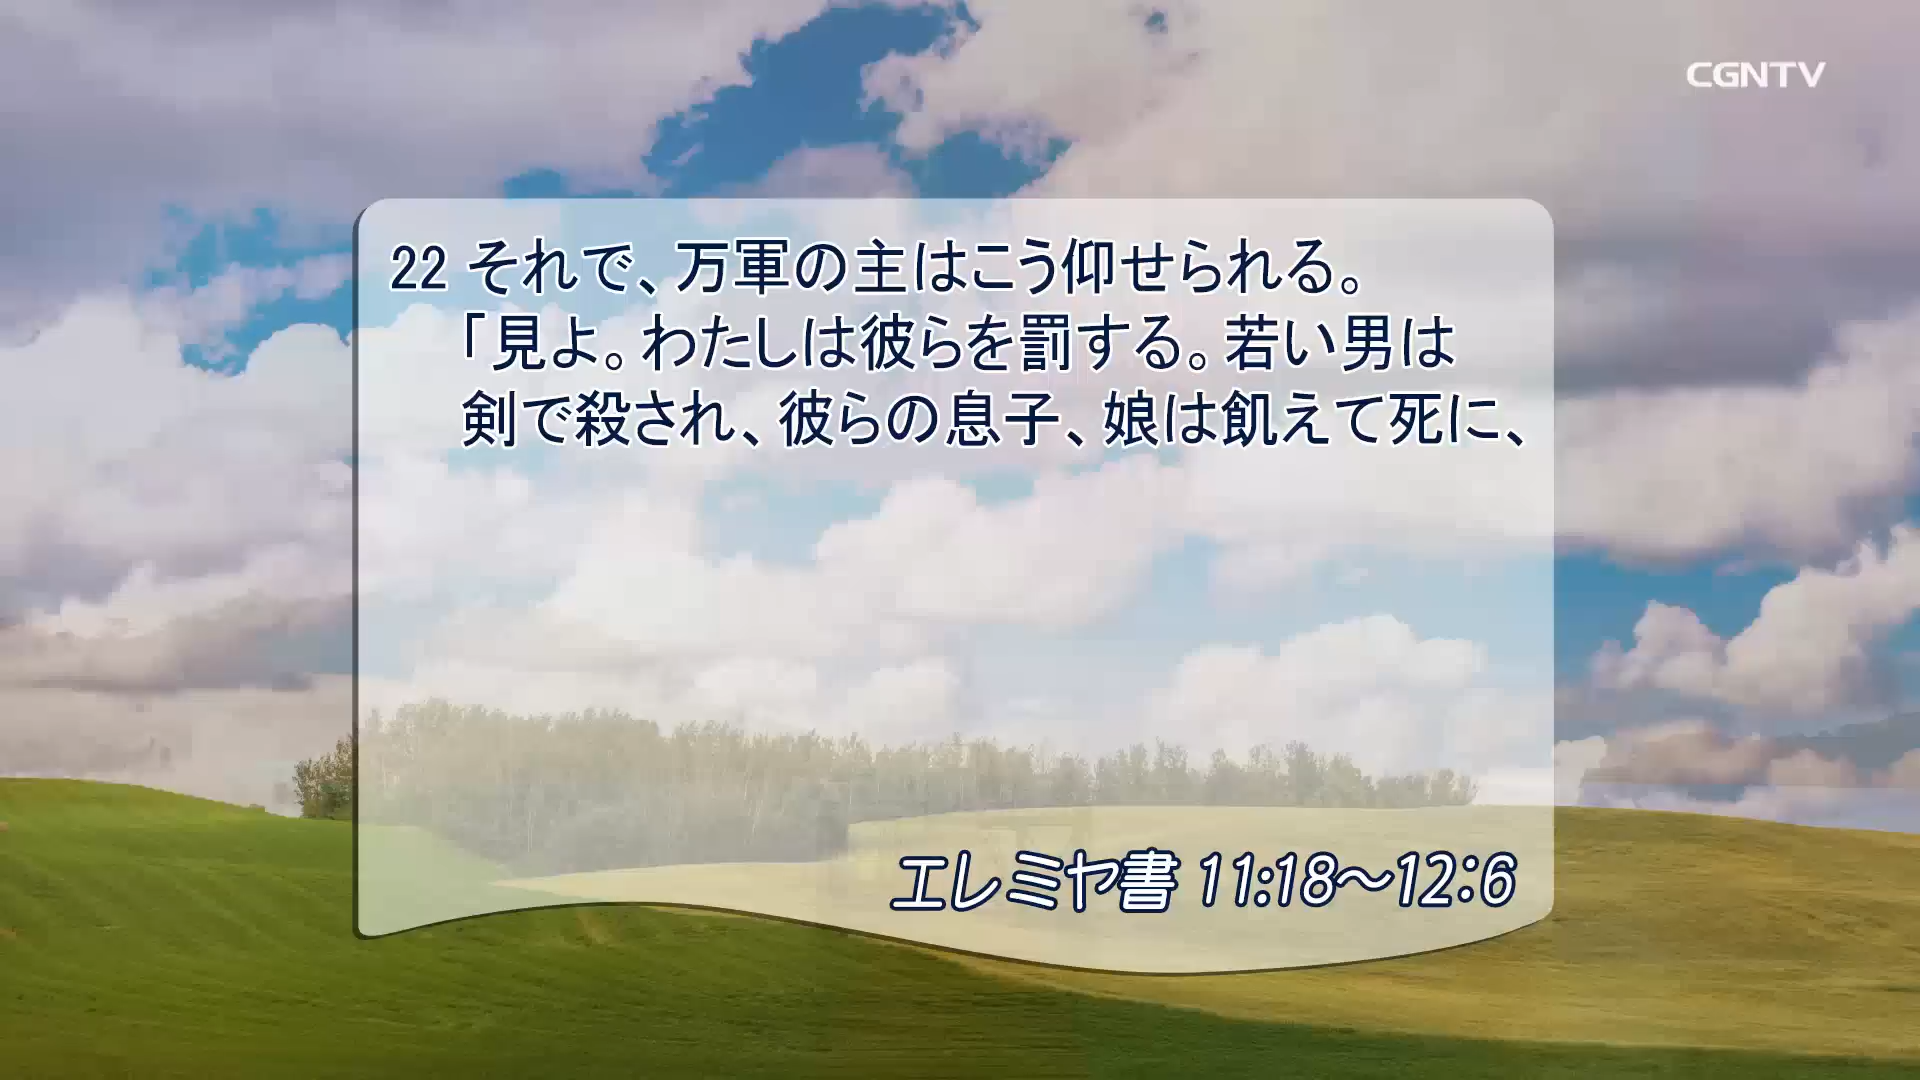 CGNTV
22 それで、万軍の主はこう仰せられる。
「見よ。わたしは彼らを罰する。若い男は
剣で殺され、彼らの息子、娘は飢えて死に、
エレミヤ書 11:18〜12:6